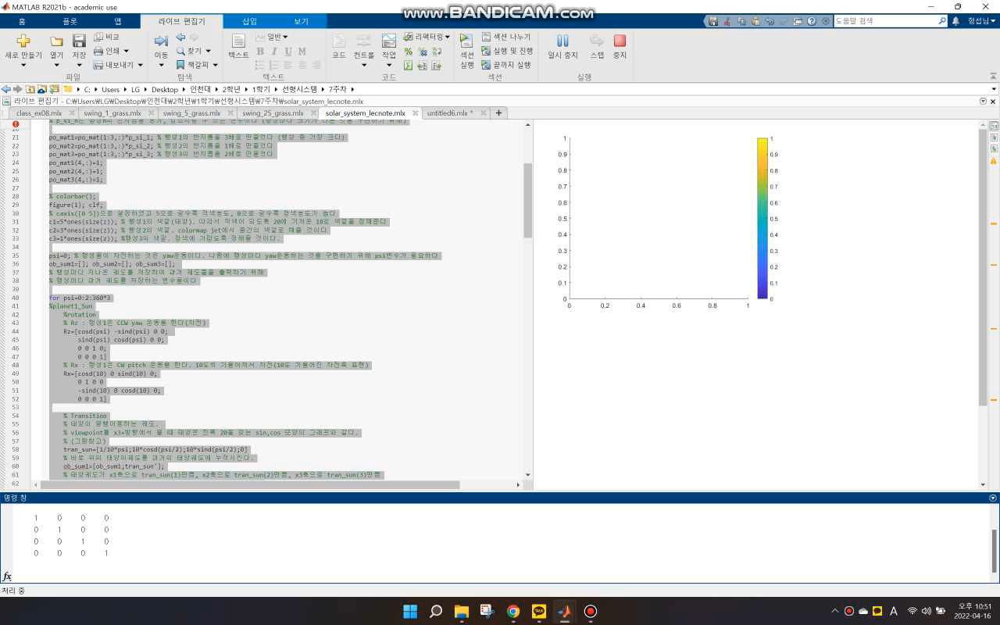 MATLAB R2021b - academic use
www.BANDICAM.com
홈 플롯 앱 라이브 편집기 삽입 보기
도움말 검색
형섭님
새로 만들기 열기 저장
비교
인쇄
내보내기
파일
이동
찾기
책갈피
탐색
텍스트
일반
B I U M
텍스트
코드 컨트롤 작업
리팩터링
코드
섹션 실행
섹션 나누기
실행 및 진행
끝까지 실행
섹션
일시 중지 스텝 중지
실행
C: Users LG Desktop 인천대 2학년 1학기 선형시스템 7주차
라이브 편집기 - C:₩Users₩LG₩Desktop₩인천대₩2학년₩1학기₩선형시스템₩7주차₩solar_system_lecnote.mlx
class_ex08.mlx swing_1_grass.mlx swing_5_grass.mlx swing_25_grass.mlx solar_system_lecnote.mlx untitled6.mlx * +
20
21 po_mat1=po_mat(1:3,:)*p_si_1; % 행성1의 반지름을 3배로 만들었다 (행성 중 가장 크다)
22 po_mat2=po_mat(1:3,:)*p_si_2; % 행성2의 반지름을 1배로 만들었다
23 po_mat3=po_mat(1:3,:)*p_si_3; % 행성3의 반지름을 2배로 만들었다
24 po_mat1(4,:)=1;
25 po_mat2(4,:)=1;
26 po_mat3(4,:)=1;
27
28 % colorbar();
29 figure(1); clf;
30 % caxis([0 5])으로 설정하였고 5으로 갈수록 적색농도, 0으로 갈수록 청색농도가 높다
31 c1=5*ones(size(z)); % 행성1의 색깔(태양). 따라서 적색이 되도록 20에 가까운 18로 색깔을 정해준다
32 c2=3*ones(size(z)); % 행성2의 색깔. colormap jet에서 중간의 색깔로 해줄 것이다
33 c3=1*ones(size(z)); %행성3의 색깔. 청색에 가깝도록 정해줄 것이다.
34
35 psi=0; % 행성들이 자전하는 것은 yaw운동이다. 나중에 행성마다 yaw운동하는 것을 구현하기 위해 psi변수가 필요하다
36 ob_sum1=[]; ob_sum2=[]; ob_sum3=[];
37 % 행성마다 지나온 궤도를 저장하여 과거 궤도들을 출력하기 위해
38 % 행성마다 과거 궤도를 저장하는 변수들이다
39
40 for psi=0:2:360*3
41 %planet1_Sun
42 %rotation
43 % Rz : 행성1은 CCW yaw 운동을 한다(자전)
44 Rz=[cosd(psi) -sind(psi) 0 0;
45 sind(psi) cosd(psi) 0 0;
46 0 0 1 0;
47 0 0 0 1]
48 % Rx : 행성1은 CW pitch 운동을 한다. 10도씩 기울여져서 자전(10도 기울어진 자전축 표현)
49 Rx=[cosd(10) 0 sind(10) 0;
50 0 1 0 0
51 -sind(10) 0 cosd(10) 0;
52 0 0 0 1]
53
54 % Transition
55 % 태양이 평행이동하는 궤도.
56 % viewpoint를 x3+방향에서 볼 때 태양은 진폭 20을 갖는 sin,cos 모양의 그래프와 같다.
57 % (그림참고)
58 tran_sun=[1/10*psi;10*cosd(psi/2);10*sind(psi/2);0]
59 % 바로 위의 태양의궤도를 과거의 태양궤도에 누적시킨다.
60 ob_sum1=[ob_sum1;tran_sun'];
61 % 태양궤도가 x1축으로 tran_sun(1)만큼, x2축으로 tran_sun(2)만큼, x3축으로 tran_sun(3)만큼
62
1
0.9
0.8
0.7
0.6
0.5
0.4
0.3
0.2
0.1
0
0 0.2 0.4 0.6 0.8 1
1
0.9
0.8
0.7
0.6
0.5
0.4
0.3
0.2
0.1
0
명령 창
1 0 0 0
0 1 0 0
0 0 1 0
0 0 0 1
fx
처리 중
TALK
A
오후 10:51
2022-04-16